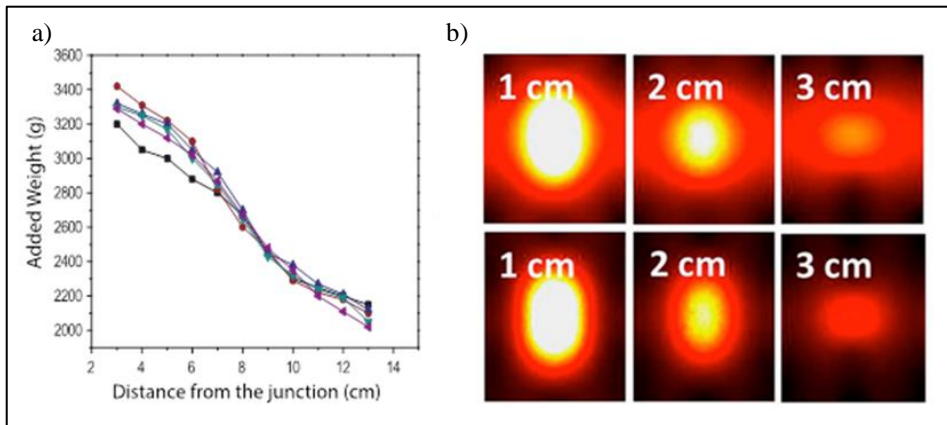 a)
b)
3600
3400
3200
3000
2800
2600
2400
2200
2000
Added Weight (g)
2 4 6 8 10 12 14
Distance from the junction (cm)
1 cm 2 cm 3 cm
1 cm 2 cm 3 cm